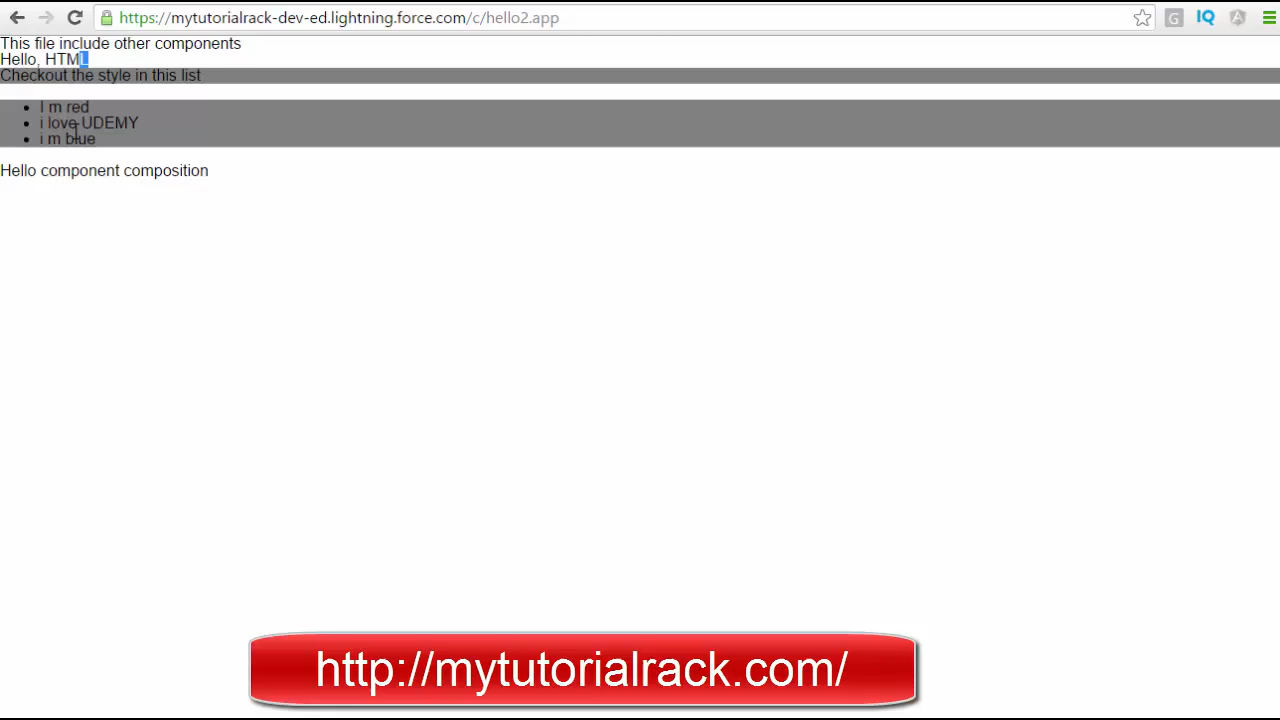 https://mytutorialrack-dev-ed.lightning.force.com/c/hello2.app
G
IQ
A
This file include other components
Hello, HTML
Checkout the style in this list
I m red
i love UDEMY
i m blue
Hello component composition
http://mytutorialrack.com/